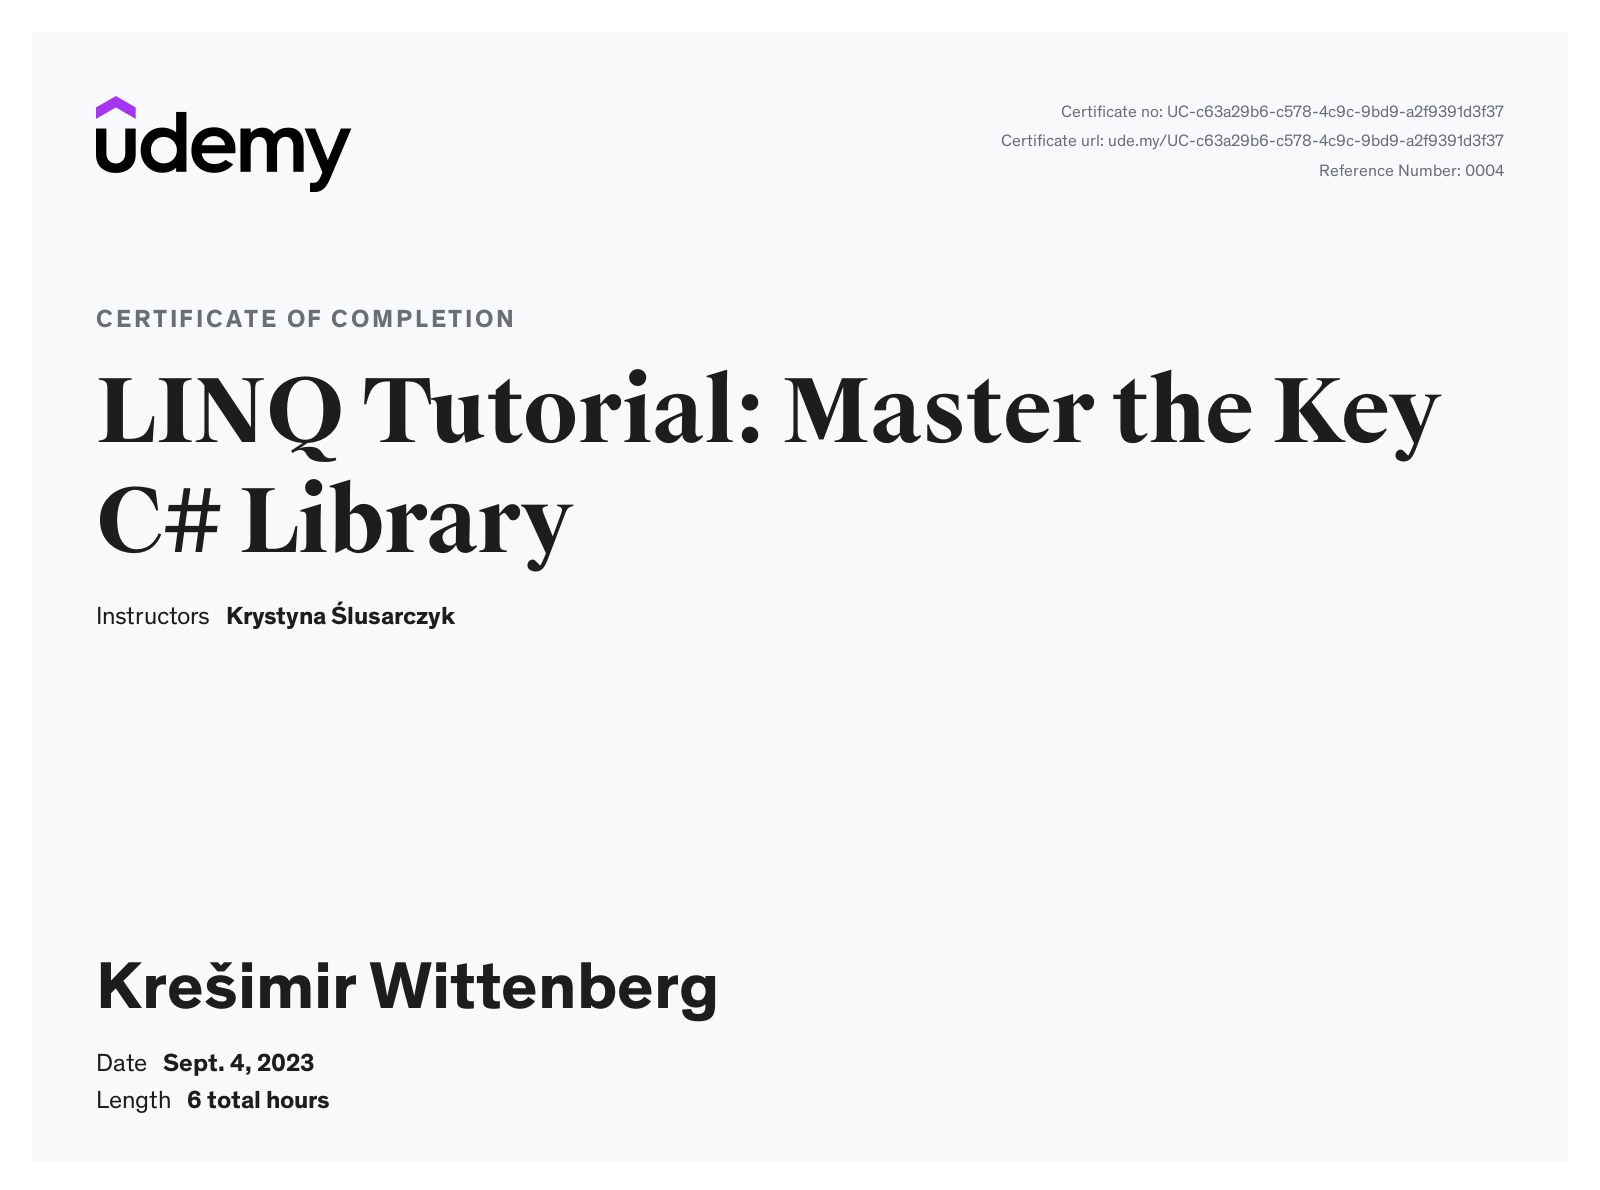 udemy
Certificate no: UC-c63a29b6-c578-4c9c-9bd9-a2f9391d3f37
Certificate url: ude.my/UC-c63a29b6-c578-4c9c-9bd9-a2f9391d3f37
Reference Number: 0004
CERTIFICATE OF COMPLETION
LINQ Tutorial: Master the Key
C# Library
Instructors Krystyna Ślusarczyk
Krešimir Wittenberg
Date Sept. 4, 2023
Length 6 total hours